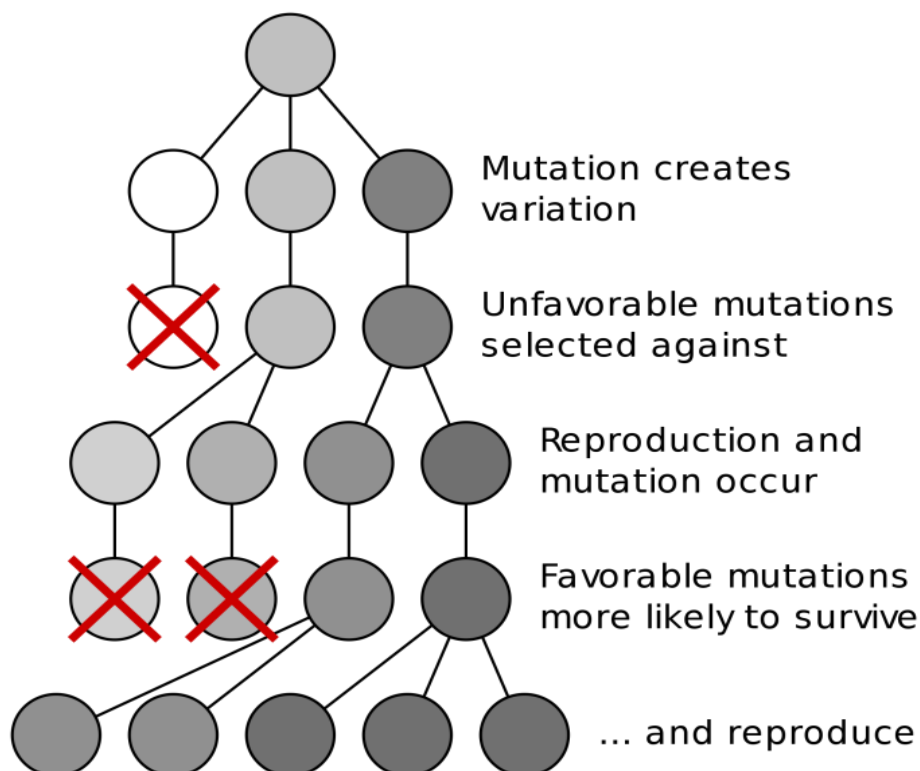 Mutation creates
variation
Unfavorable mutations
selected against
Reproduction and
mutation occur
Favorable mutations
more likely to survive
... and reproduce